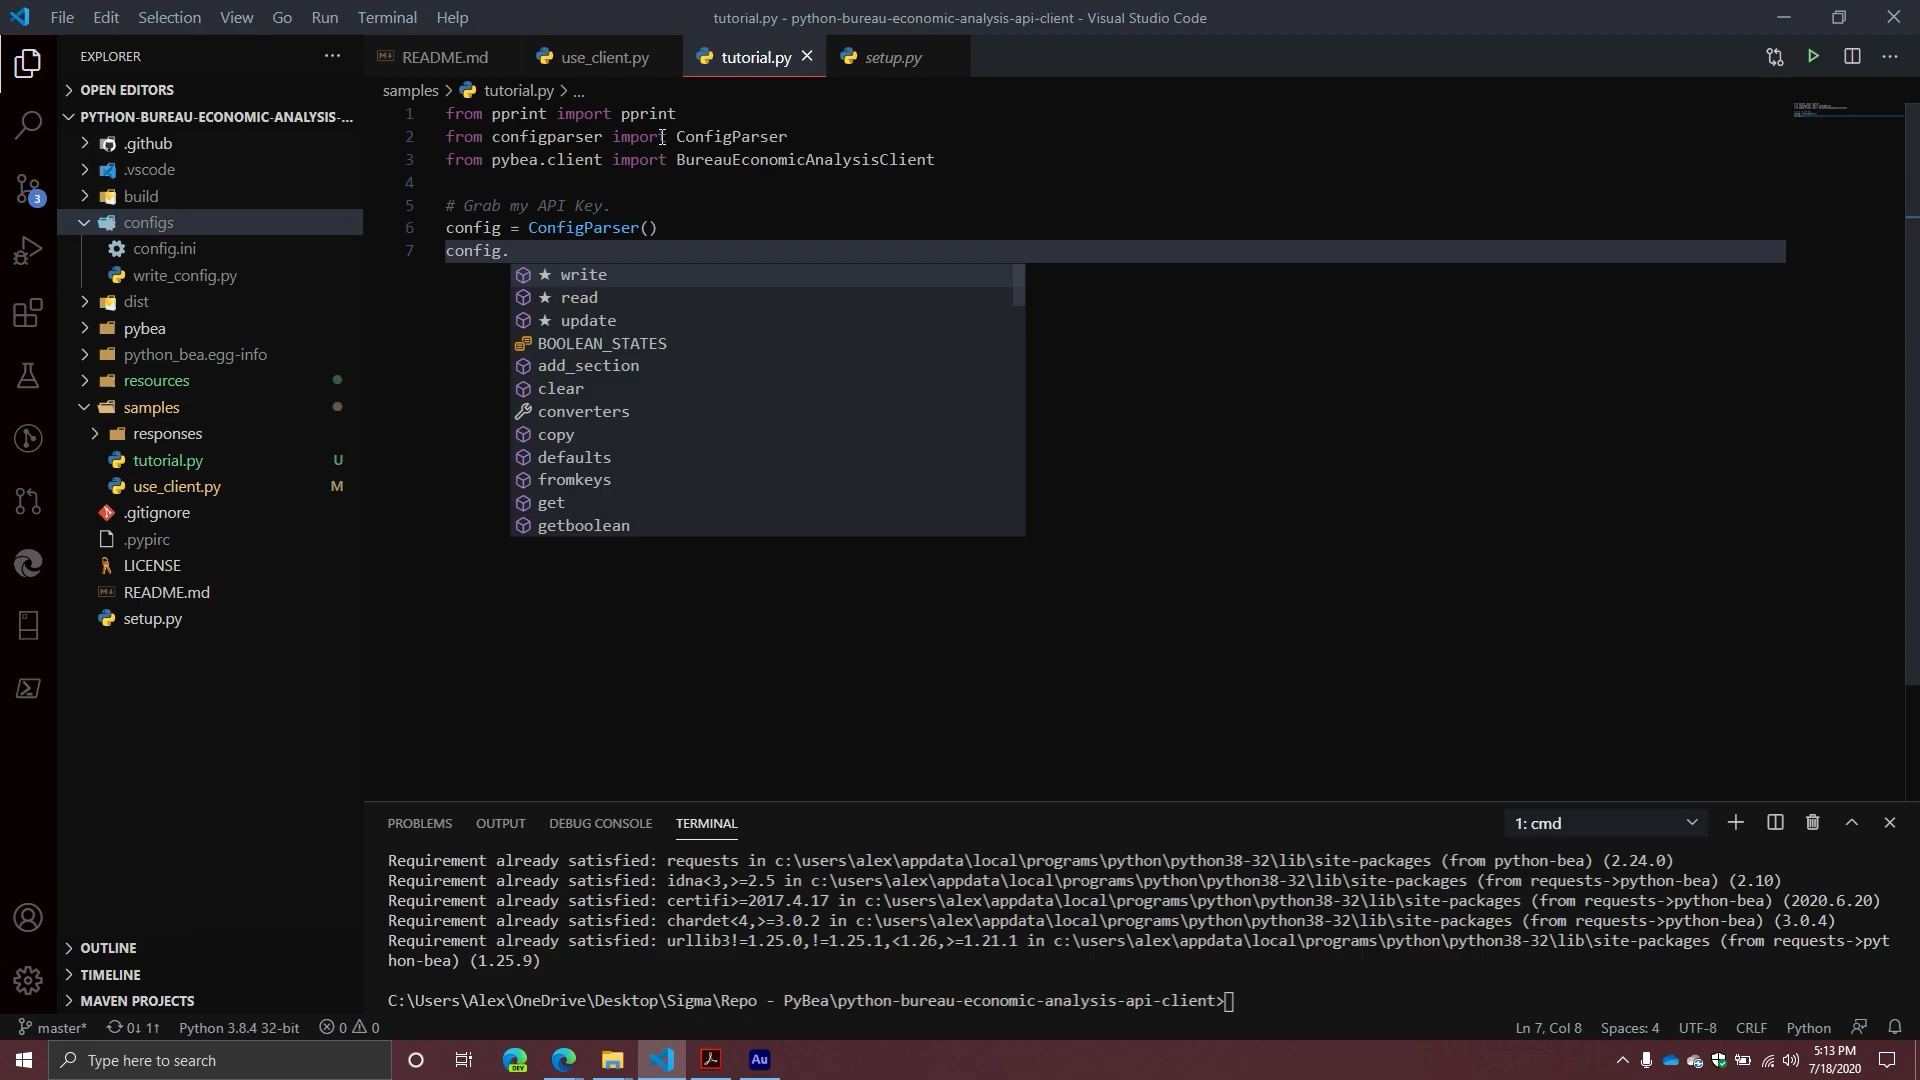 File Edit Selection View Go Run Terminal Help
tutorial.py - python-bureau-economic-analysis-api-client - Visual Studio Code
EXPLORER
OPEN EDITORS
PYTHON-BUREAU-ECONOMIC-ANALYSIS-...
.github
.vscode
build
configs
config.ini
write_config.py
dist
pybea
python_bea.egg-info
resources
samples
responses
tutorial.py U
use_client.py M
.gitignore
.pypirc
LICENSE
README.md
setup.py
OUTLINE
TIMELINE
MAVEN PROJECTS
3
README.md use_client.py tutorial.py setup.py
samples > tutorial.py > ...
1 from pprint import pprint
2 from configparser import ConfigParser
3 from pybea.client import BureauEconomicAnalysisClient
4
5 # Grab my API Key.
6 config = ConfigParser()
7 config.
★ write
★ read
★ update
BOOLEAN_STATES
add_section
clear
converters
copy
defaults
fromkeys
get
getboolean
PROBLEMS OUTPUT DEBUG CONSOLE TERMINAL
1: cmd
Requirement already satisfied: requests in c:\users\alex\appdata\local\programs\python\python38-32\lib\site-packages (from python-bea) (2.24.0)
Requirement already satisfied: idna<3,>=2.5 in c:\users\alex\appdata\local\programs\python\python38-32\lib\site-packages (from requests->python-bea) (2.10)
Requirement already satisfied: certifi>=2017.4.17 in c:\users\alex\appdata\local\programs\python\python38-32\lib\site-packages (from requests->python-bea) (2020.6.20)
Requirement already satisfied: chardet<4,>=3.0.2 in c:\users\alex\appdata\local\programs\python\python38-32\lib\site-packages (from requests->python-bea) (3.0.4)
Requirement already satisfied: urllib3!=1.25.0,!=1.25.1,<1.26,>=1.21.1 in c:\users\alex\appdata\local\programs\python\python38-32\lib\site-packages (from requests->pyt
hon-bea) (1.25.9)
C:\Users\Alex\OneDrive\Desktop\Sigma\Repo - PyBea\python-bureau-economic-analysis-api-client>
master* 0↓ 1↑ Python 3.8.4 32-bit 0 0
Ln 7, Col 8 Spaces: 4 UTF-8 CRLF Python
Type here to search
DEV
Au
5:13 PM
7/18/2020